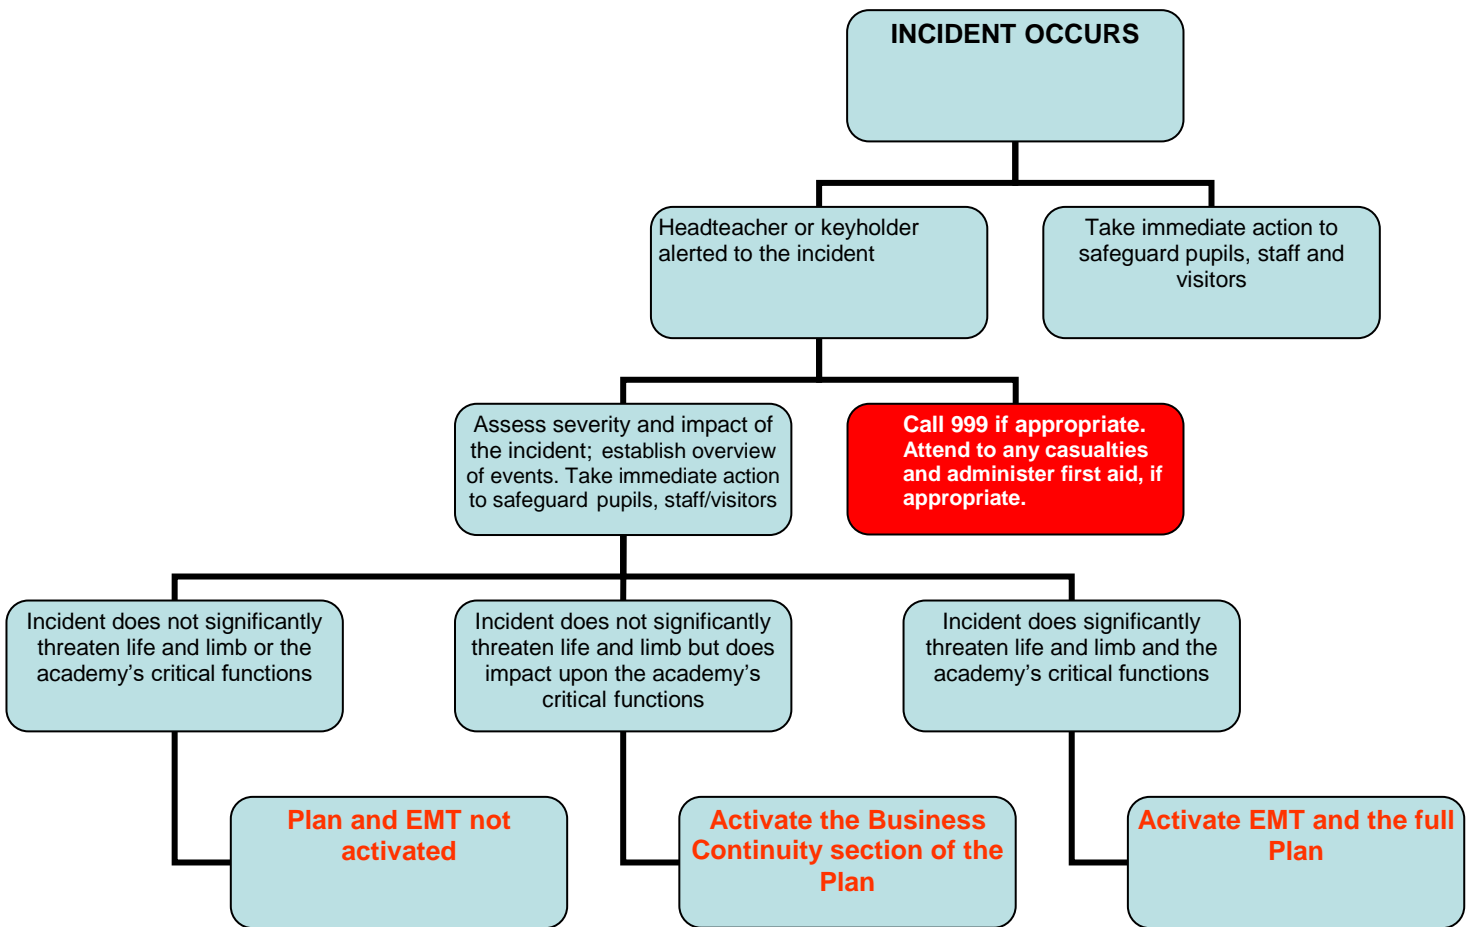 INCIDENT OCCURS
Headteacher or keyholder
alerted to the incident
Take immediate action to
safeguard pupils, staff and
visitors
Assess severity and impact of
the incident; establish overview
of events. Take immediate action
to safeguard pupils, staff/visitors
Call 999 if appropriate.
Attend to any casualties
and administer first aid, if
appropriate.
Incident does not significantly
threaten life and limb or the
academy’s critical functions
Incident does not significantly
threaten life and limb but does
impact upon the academy’s
critical functions
Incident does significantly
threaten life and limb and the
academy’s critical functions
Plan and EMT not
activated
Activate the Business
Continuity section of the
Plan
Activate EMT and the full
Plan